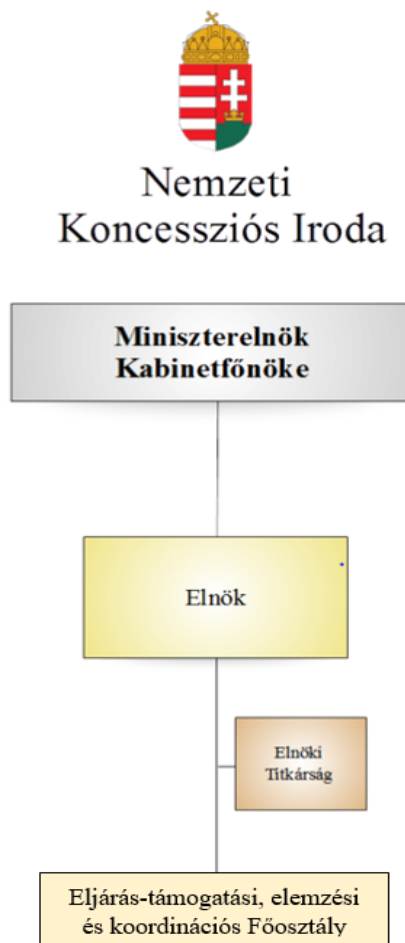 Nemzeti
Koncessziós Iroda
Miniszterelnök
Kabinetfőnöke
Elnök
Elnöki
Titkárság
Eljárás-támogatási, elemzési
és koordinációs Főosztály